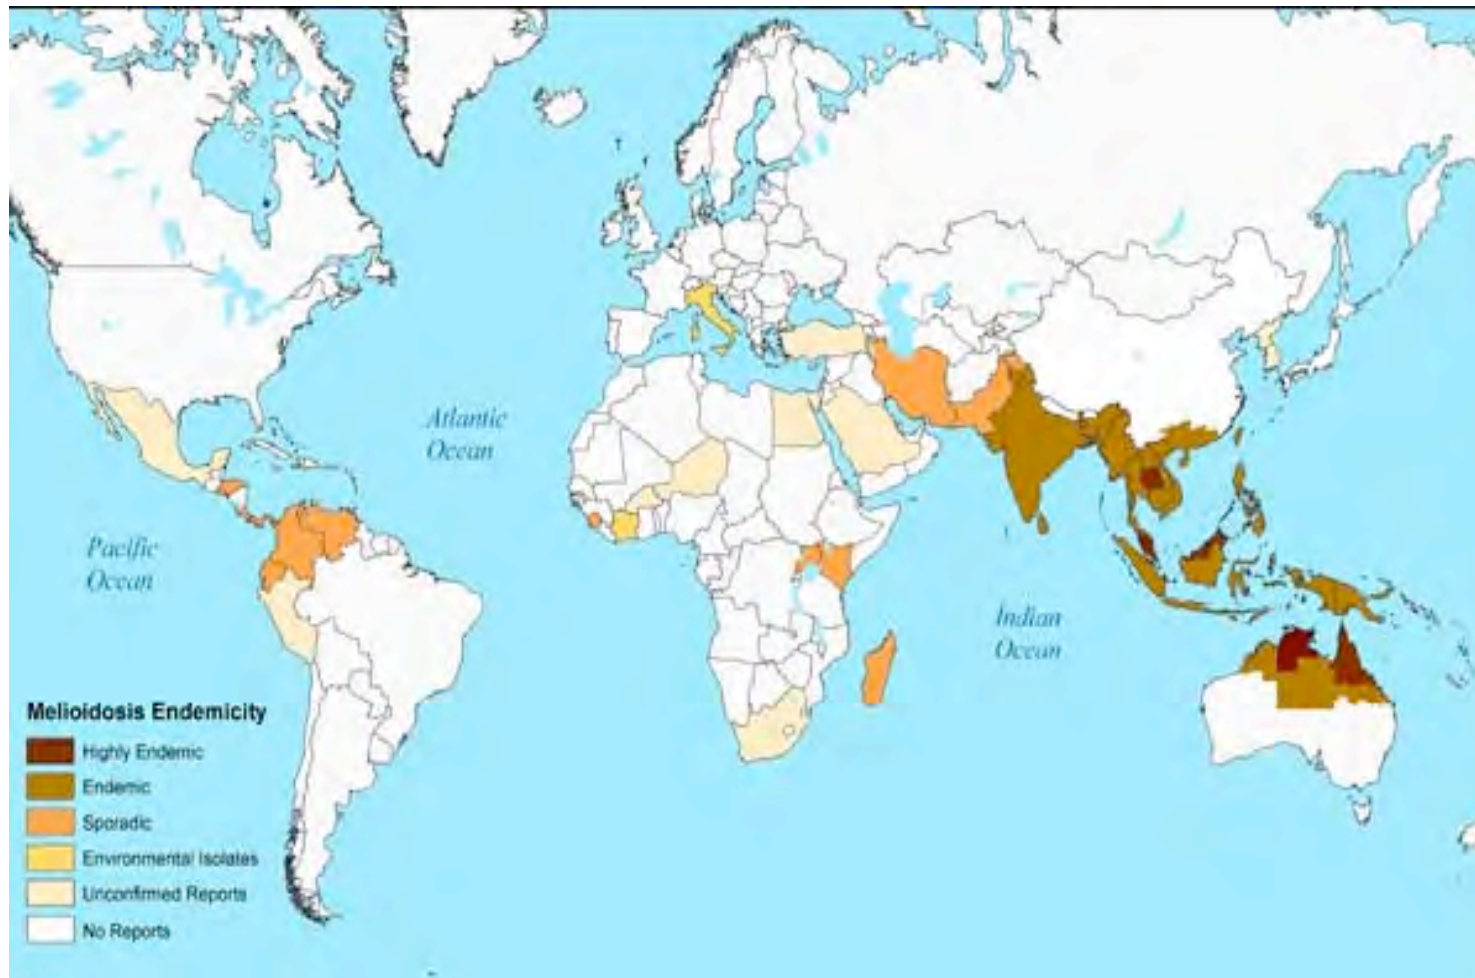 Atlantic
Ocean
Pacific
Ocean
Indian
Ocean
Melioidosis Endemicity
Highly Endemic
Endemic
Sporadic
Environmental Isolates
Unconfirmed Reports
No Reports